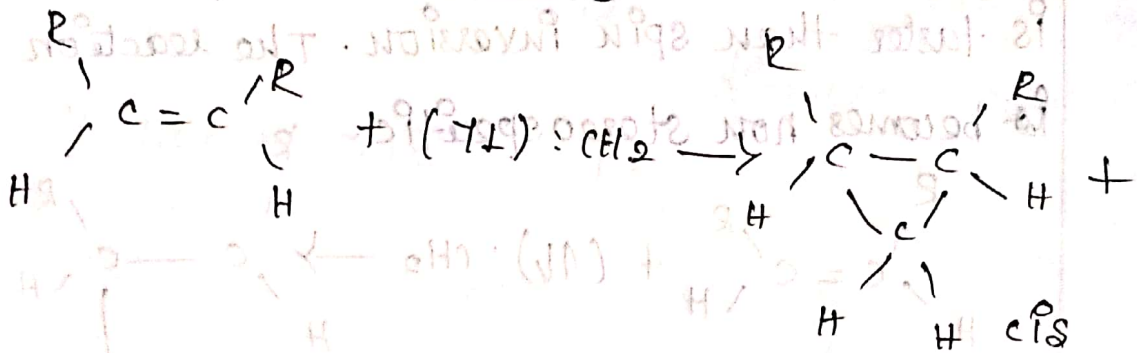 R R
C = C
H H
+ (↑↓) : CH2 →
R R
C — C
H H
C
H H cis
+